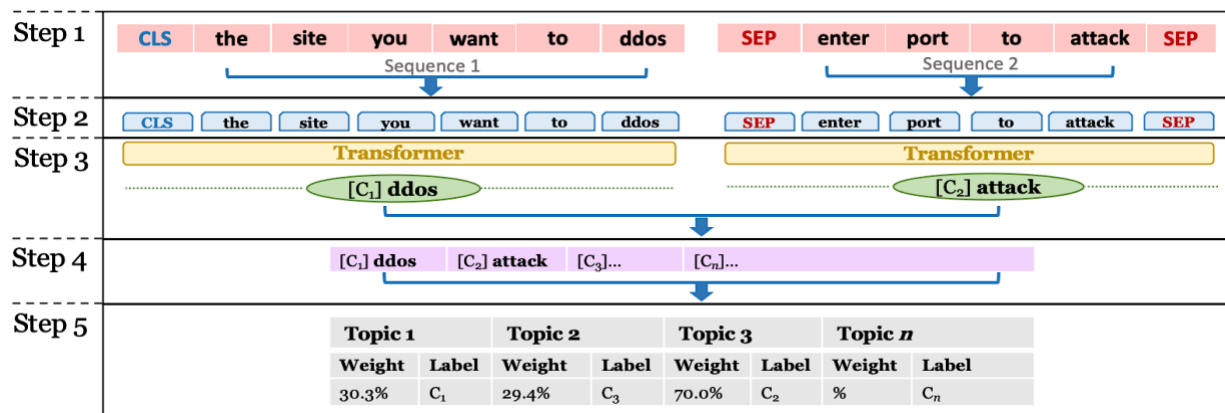 Step 1
CLS the site you want to ddos SEP enter port to attack SEP
Sequence 1 Sequence 2
Step 2
CLS the site you want to ddos SEP enter port to attack SEP
Step 3
Transformer Transformer
[C₁] ddos [C₂] attack
Step 4
[C₁] ddos [C₂] attack [C₃]... [Cₙ]...
Step 5
Topic 1 Topic 2 Topic 3 Topic n
Weight Label Weight Label Weight Label Weight Label
30.3% C₁ 29.4% C₃ 70.0% C₂ % Cₙ